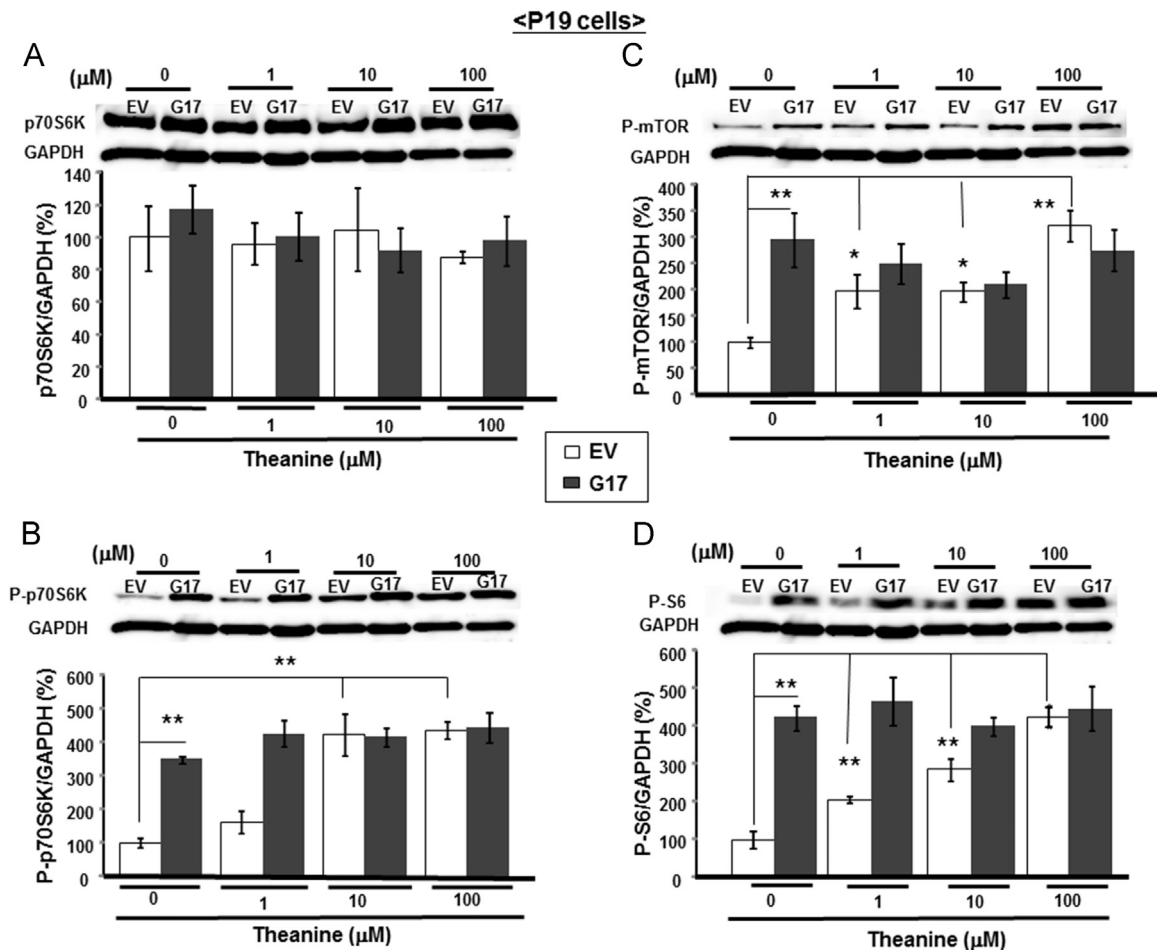 <P19 cells>
A
(μM)
0 1 10 100
EV G17 EV G17 EV G17 EV G17
p70S6K
GAPDH
p70S6K/GAPDH (%)
140
120
100
80
60
40
20
0
0 1 10 100
Theanine (μM)
C
(μM)
0 1 10 100
EV G17 EV G17 EV G17 EV G17
P-mTOR
GAPDH
P-mTOR/GAPDH (%)
400
350
300
250
200
150
100
50
0
**
*
*
**
0 1 10 100
Theanine (μM)
EV
G17
B
(μM)
0 1 10 100
EV G17 EV G17 EV G17 EV G17
P-p70S6K
GAPDH
P-p70S6K/GAPDH (%)
600
500
400
300
200
100
0
**
**
0 1 10 100
Theanine (μM)
D
(μM)
0 1 10 100
EV G17 EV G17 EV G17 EV G17
P-S6
GAPDH
P-S6/GAPDH (%)
600
500
400
300
200
100
0
**
**
**
0 1 10 100
Theanine (μM)